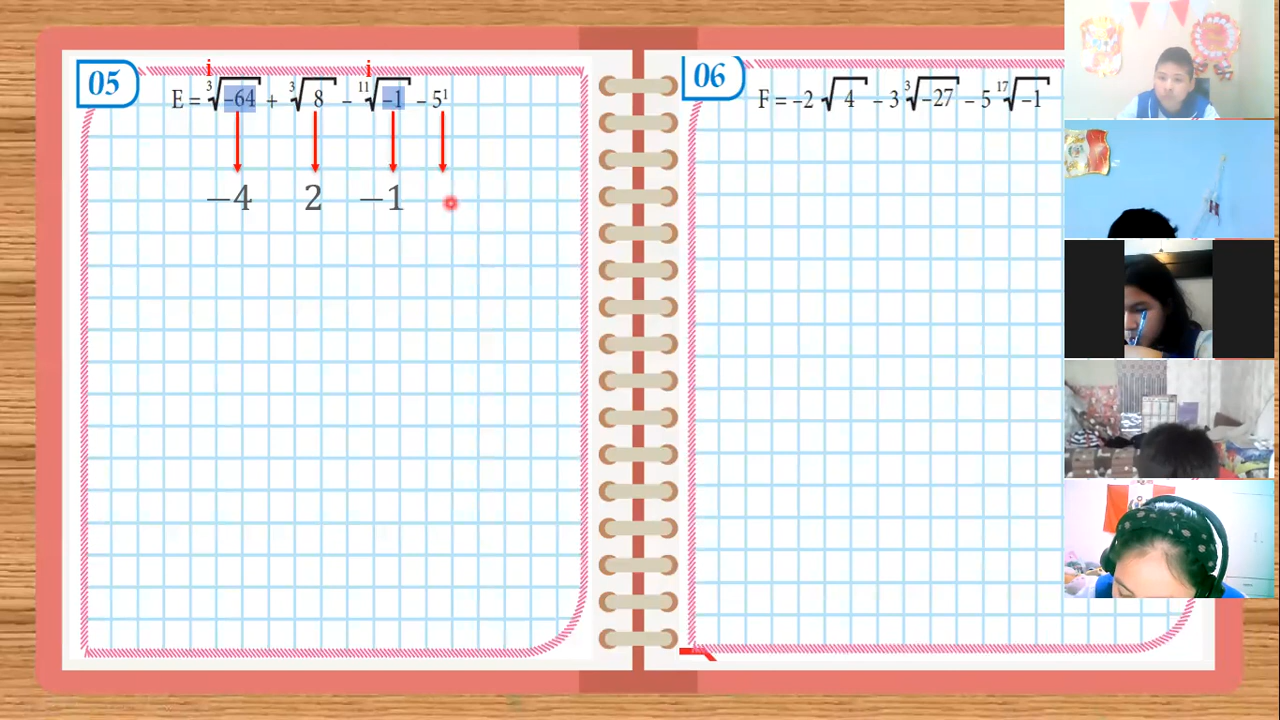 05
i i
E = ∛-64 + ∛8 - ¹¹√-1 - 5¹
-4 2 -1
06
F = -2 √4 - 3 ∛-27 - 5 ¹⁷√-1